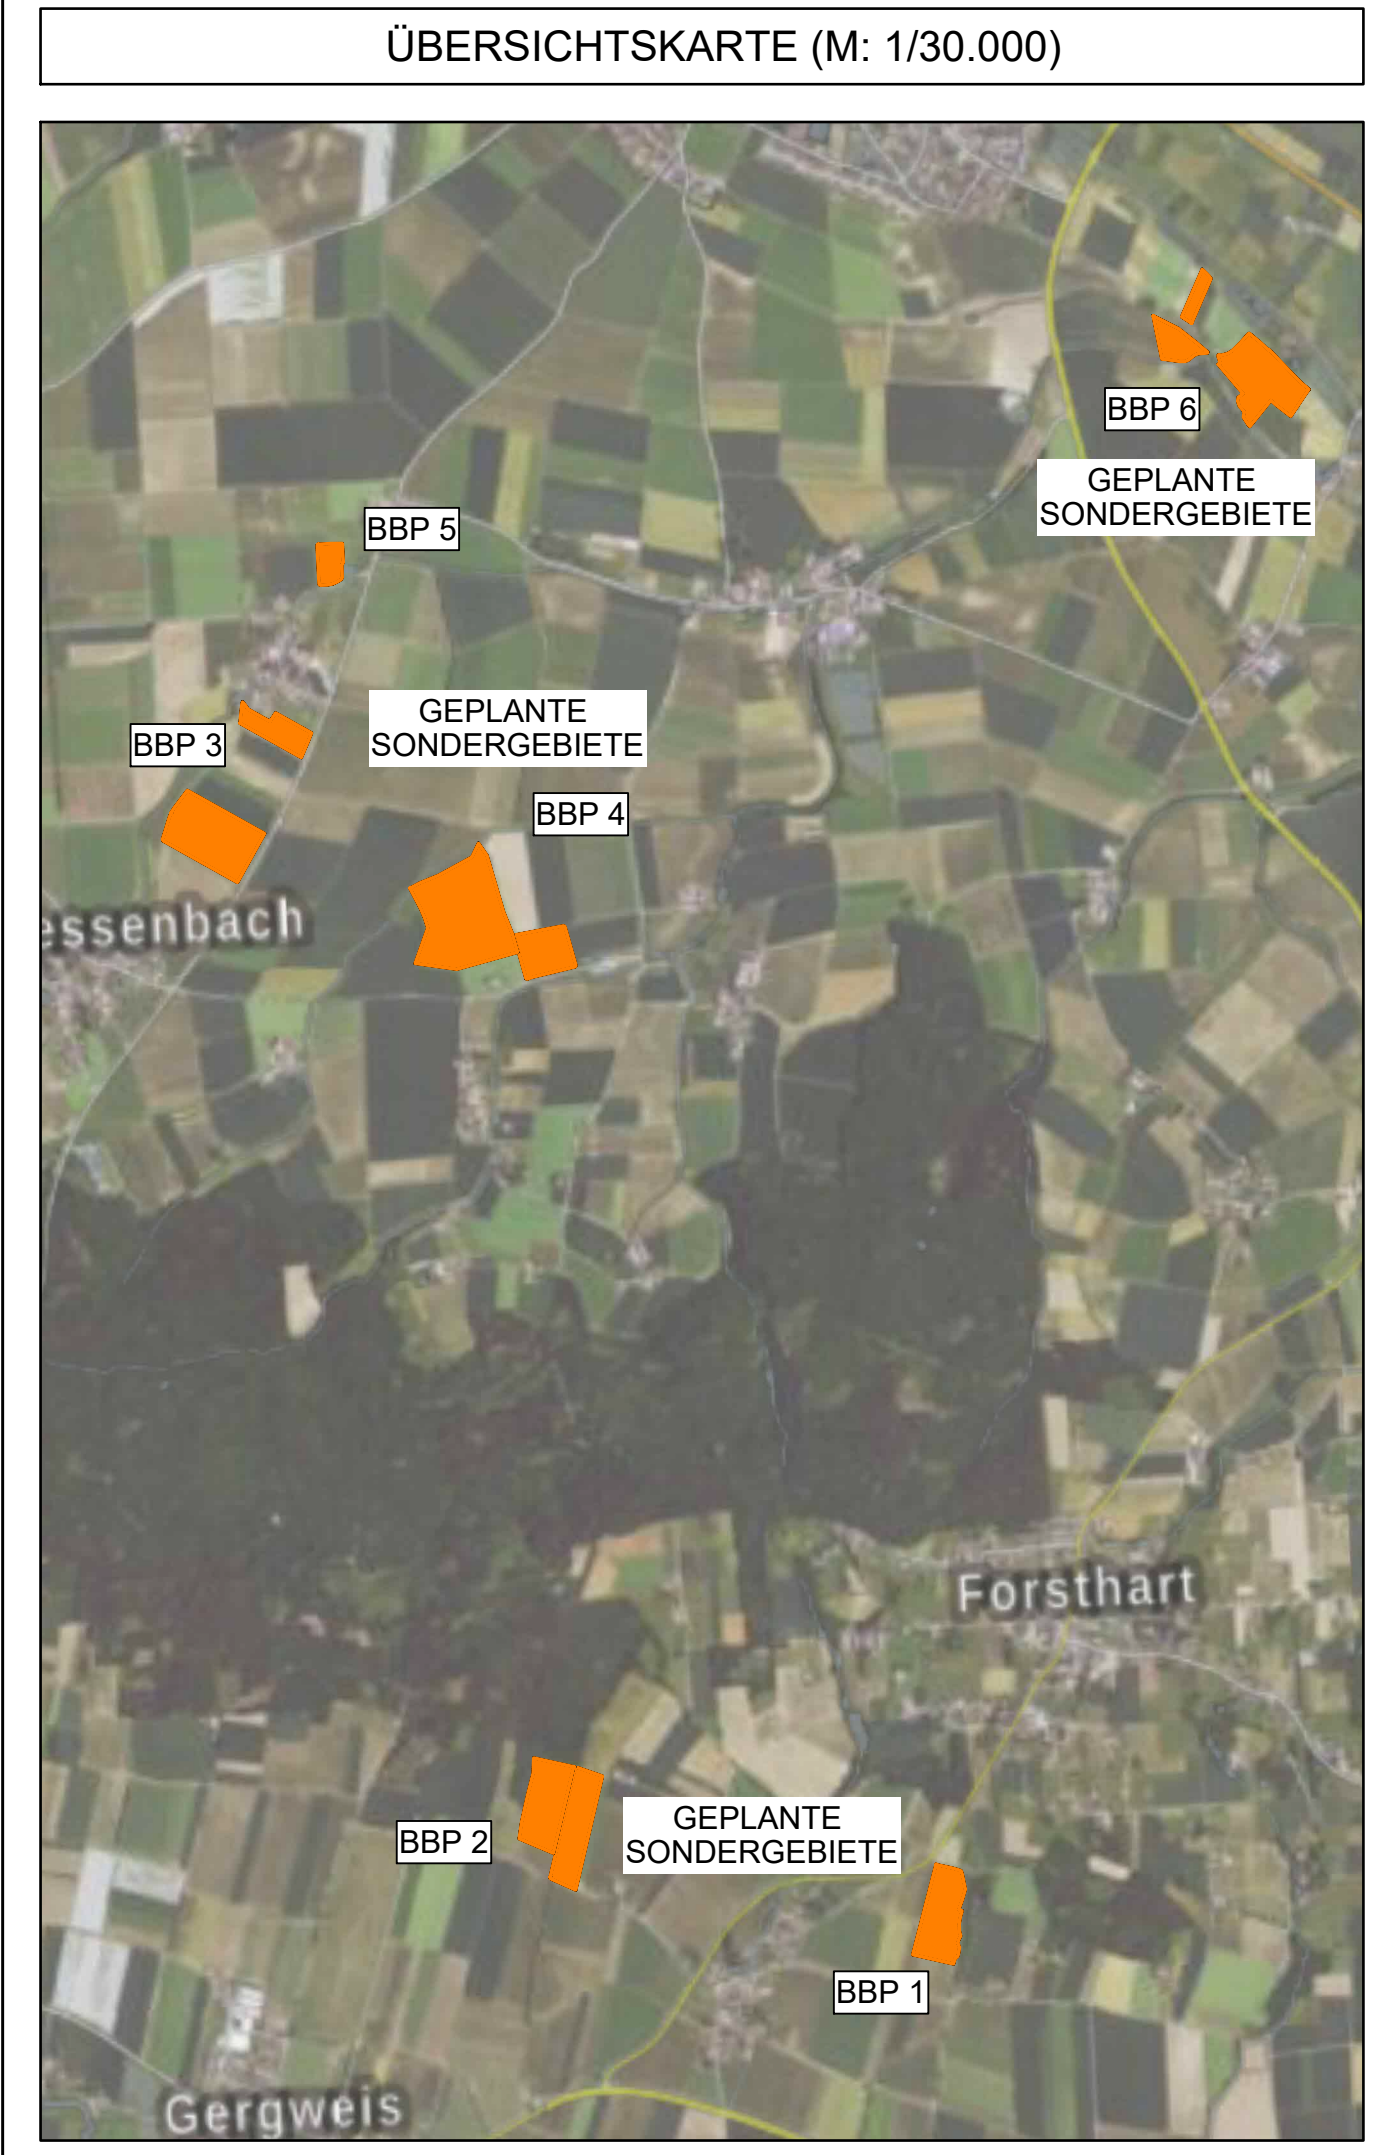 ÜBERSICHTSKARTE (M: 1/30.000)
BBP 6
GEPLANTE
SONDERGEBIETE
BBP 5
GEPLANTE
SONDERGEBIETE
BBP 3
BBP 4
essenbach
Forsthart
GEPLANTE
SONDERGEBIETE
BBP 2
BBP 1
Gergweis